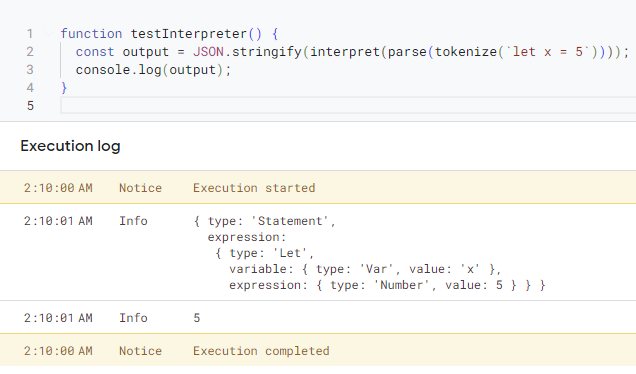 1 function testInterpreter() {
2 const output = JSON.stringify(interpret(parse(tokenize(`let x = 5`))));
3 console.log(output);
4 }
5
Execution log
2:10:00 AM Notice Execution started
2:10:01 AM Info { type: 'Statement',
expression:
{ type: 'Let',
variable: { type: 'Var', value: 'x' },
expression: { type: 'Number', value: 5 } } }
2:10:01 AM Info 5
2:10:00 AM Notice Execution completed